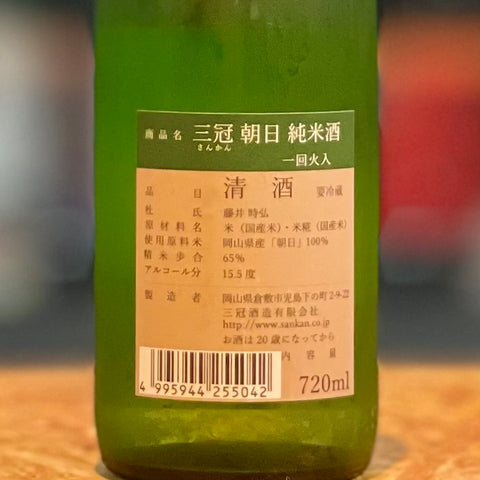 商品名 三冠 朝日 純米酒
さんかん
一回火入
品目 清酒 要冷蔵
杜氏 藤井 時弘
原材料名 米(国産米)・米糀(国産米)
使用原料米 岡山県産「朝日」100%
精米歩合 65%
アルコール分 15.5度
製造者 岡山県倉敷市児島下の町2-9-22
三冠酒造有限会社
http://www.sankan.co.jp
お酒は20歳になってから
内容量
720ml
4 995944 255042